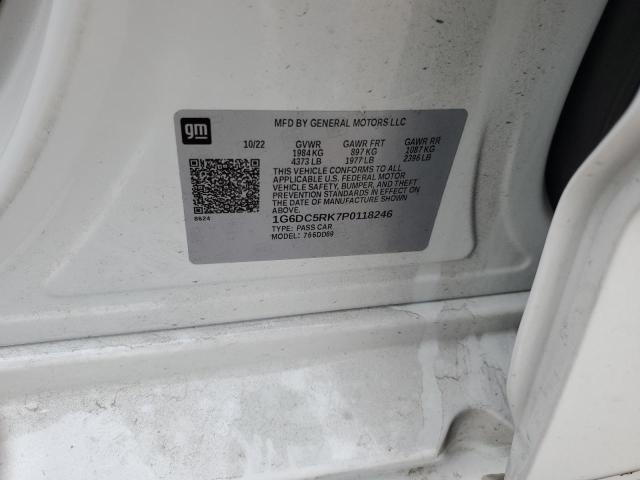 gm
MFD BY GENERAL MOTORS LLC
10/22 GVWR GAWR FRT GAWR RR
1984 KG 897 KG 1087 KG
4373 LB 1977 LB 2396 LB
THIS VEHICLE CONFORMS TO ALL
APPLICABLE U.S. FEDERAL MOTOR
VEHICLE SAFETY, BUMPER, AND THEFT
PREVENTION STANDARDS IN EFFECT
ON THE DATE OF MANUFACTURE SHOWN
ABOVE.
1G6DC5RK7P0118246
8624
TYPE: PASS CAR
MODEL: 766DD69